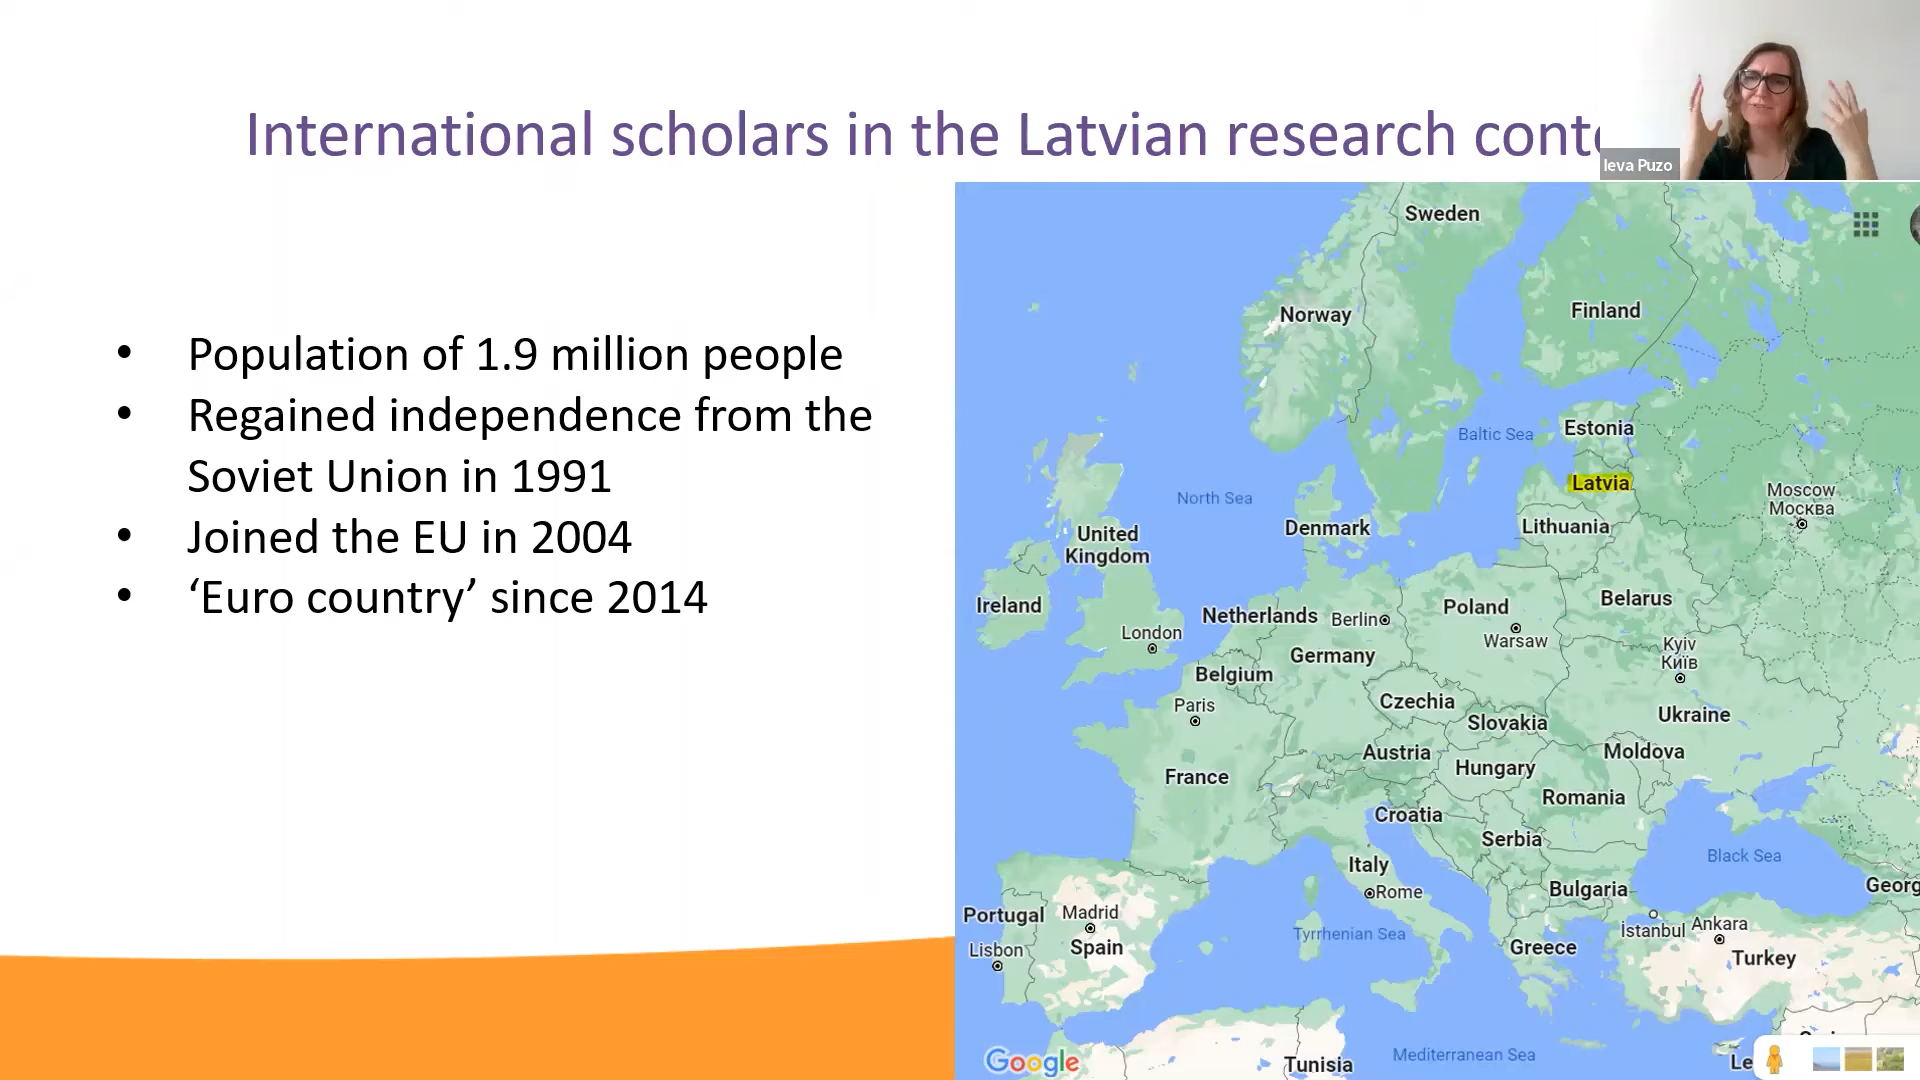 International scholars in the Latvian research conte
Ieva Puzo
• Population of 1.9 million people
• Regained independence from the
Soviet Union in 1991
• Joined the EU in 2004
• ‘Euro country’ since 2014
Sweden
Norway
Finland
Estonia
Baltic Sea
Latvia
North Sea
Moscow
Москва
Denmark
Lithuania
United
Kingdom
Ireland
Netherlands
Berlin
Poland
Belarus
London
Warsaw
Kyiv
Київ
Germany
Belgium
Czechia
Paris
Slovakia
Ukraine
Austria
Hungary
Moldova
France
Romania
Croatia
Serbia
Black Sea
Italy
Rome
Bulgaria
Georg
Portugal
Madrid
İstanbul
Ankara
Tyrrhenian Sea
Lisbon
Spain
Greece
Turkey
Google
Tunisia
Mediterranean Sea
Le